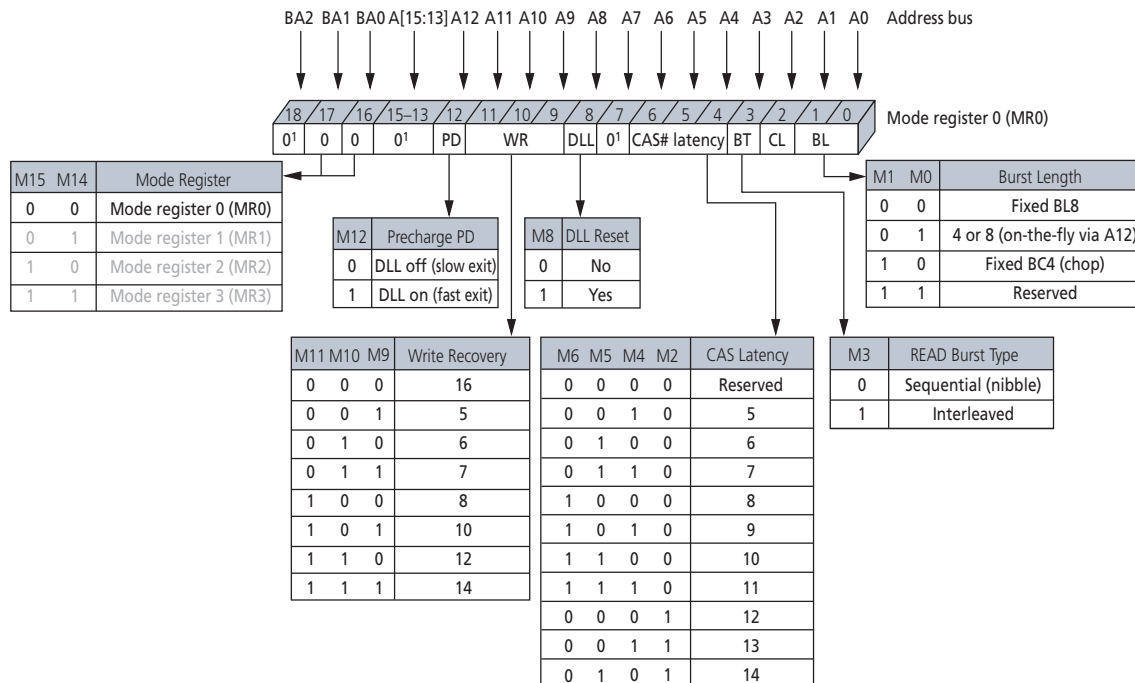 BA2 BA1 BA0 A[15:13] A12 A11 A10 A9 A8 A7 A6 A5 A4 A3 A2 A1 A0 Address bus
18 17 16 15–13 12 11 10 9 8 7 6 5 4 3 2 1 0 Mode register 0 (MR0)
0¹ 0 0 0¹ PD WR DLL 0¹ CAS# latency BT CL BL
M15 M14 Mode Register
0 0 Mode register 0 (MR0)
0 1 Mode register 1 (MR1)
1 0 Mode register 2 (MR2)
1 1 Mode register 3 (MR3)
M12 Precharge PD
0 DLL off (slow exit)
1 DLL on (fast exit)
M8 DLL Reset
0 No
1 Yes
M1 M0 Burst Length
0 0 Fixed BL8
0 1 4 or 8 (on-the-fly via A12)
1 0 Fixed BC4 (chop)
1 1 Reserved
M11 M10 M9 Write Recovery
0 0 0 16
0 0 1 5
0 1 0 6
0 1 1 7
1 0 0 8
1 0 1 10
1 1 0 12
1 1 1 14
M6 M5 M4 M2 CAS Latency
0 0 0 0 Reserved
0 0 1 0 5
0 1 0 0 6
0 1 1 0 7
1 0 0 0 8
1 0 1 0 9
1 1 0 0 10
1 1 1 0 11
0 0 0 1 12
0 0 1 1 13
0 1 0 1 14
M3 READ Burst Type
0 Sequential (nibble)
1 Interleaved